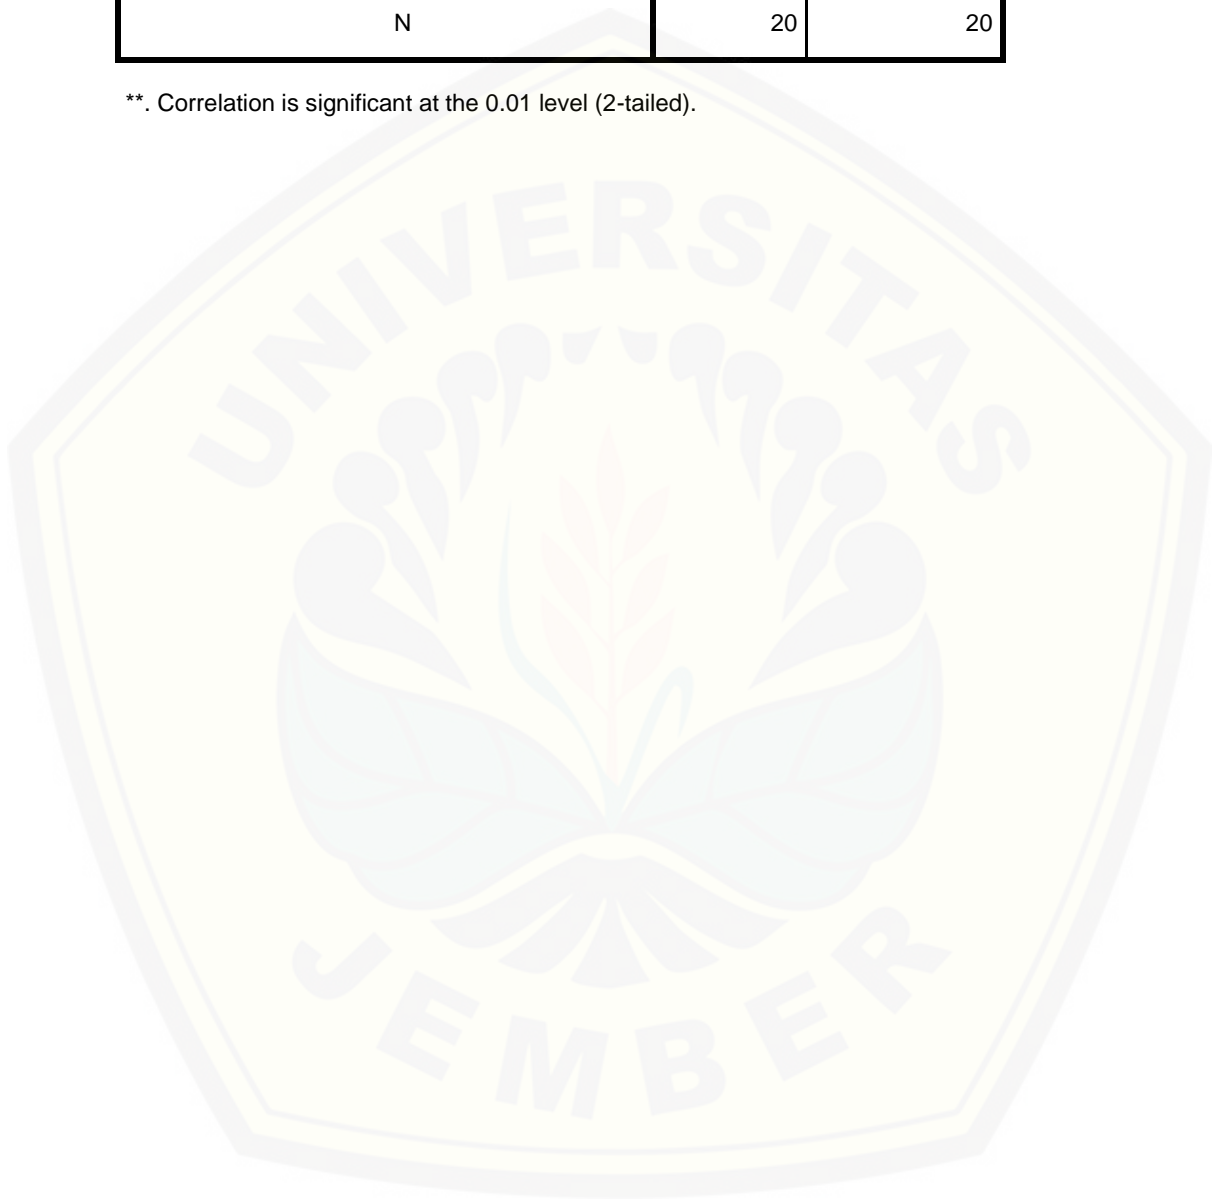 N 20 20
**. Correlation is significant at the 0.01 level (2-tailed).
UNIVERSITAS
JEMBER